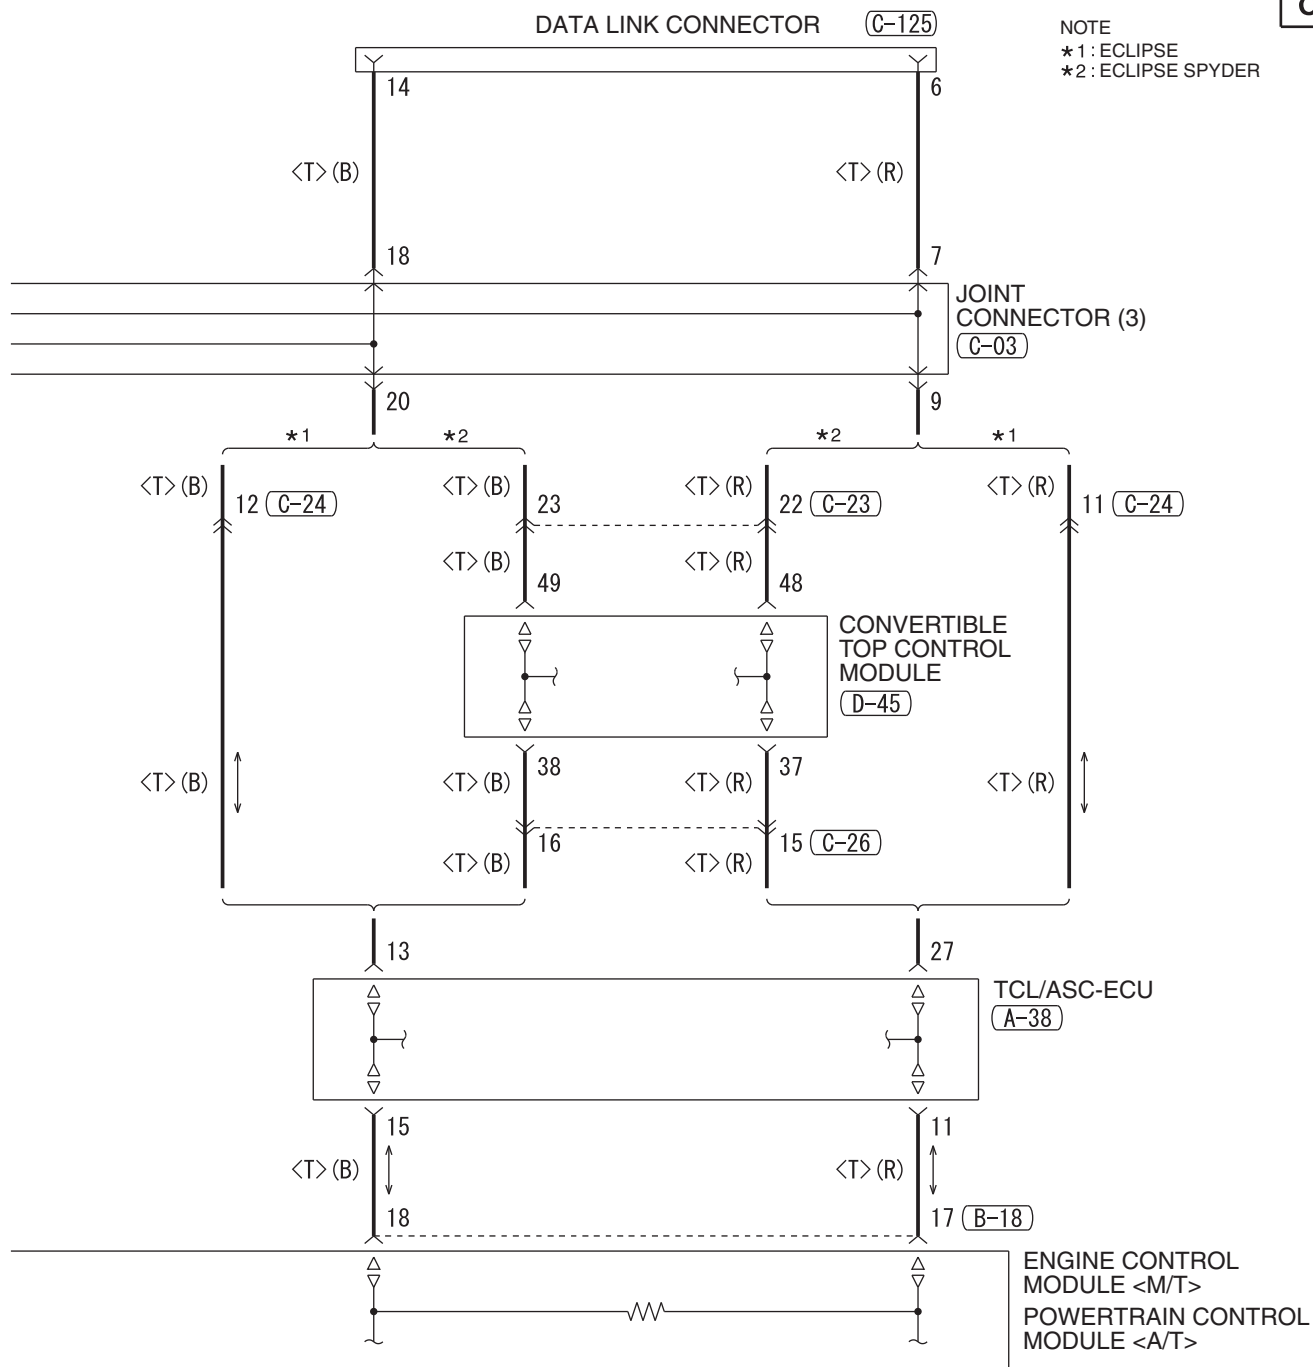 DATA LINK CONNECTOR C-125
NOTE
*1 : ECLIPSE
*2 : ECLIPSE SPYDER
14 6
<T>(B) <T>(R)
18 7
JOINT
CONNECTOR (3)
C-03
20 9
*1 *2 *2 *1
<T>(B) <T>(B) <T>(R) <T>(R)
12 C-24 23 22 C-23 11 C-24
<T>(B) <T>(R)
49 48
CONVERTIBLE
TOP CONTROL
MODULE
D-45
38 37
<T>(B) <T>(B) <T>(R) <T>(R)
16 15 C-26
<T>(B) <T>(R)
13 27
TCL/ASC-ECU
A-38
15 11
<T>(B) <T>(R)
18 17 B-18
ENGINE CONTROL
MODULE <M/T>
POWERTRAIN CONTROL
MODULE <A/T>